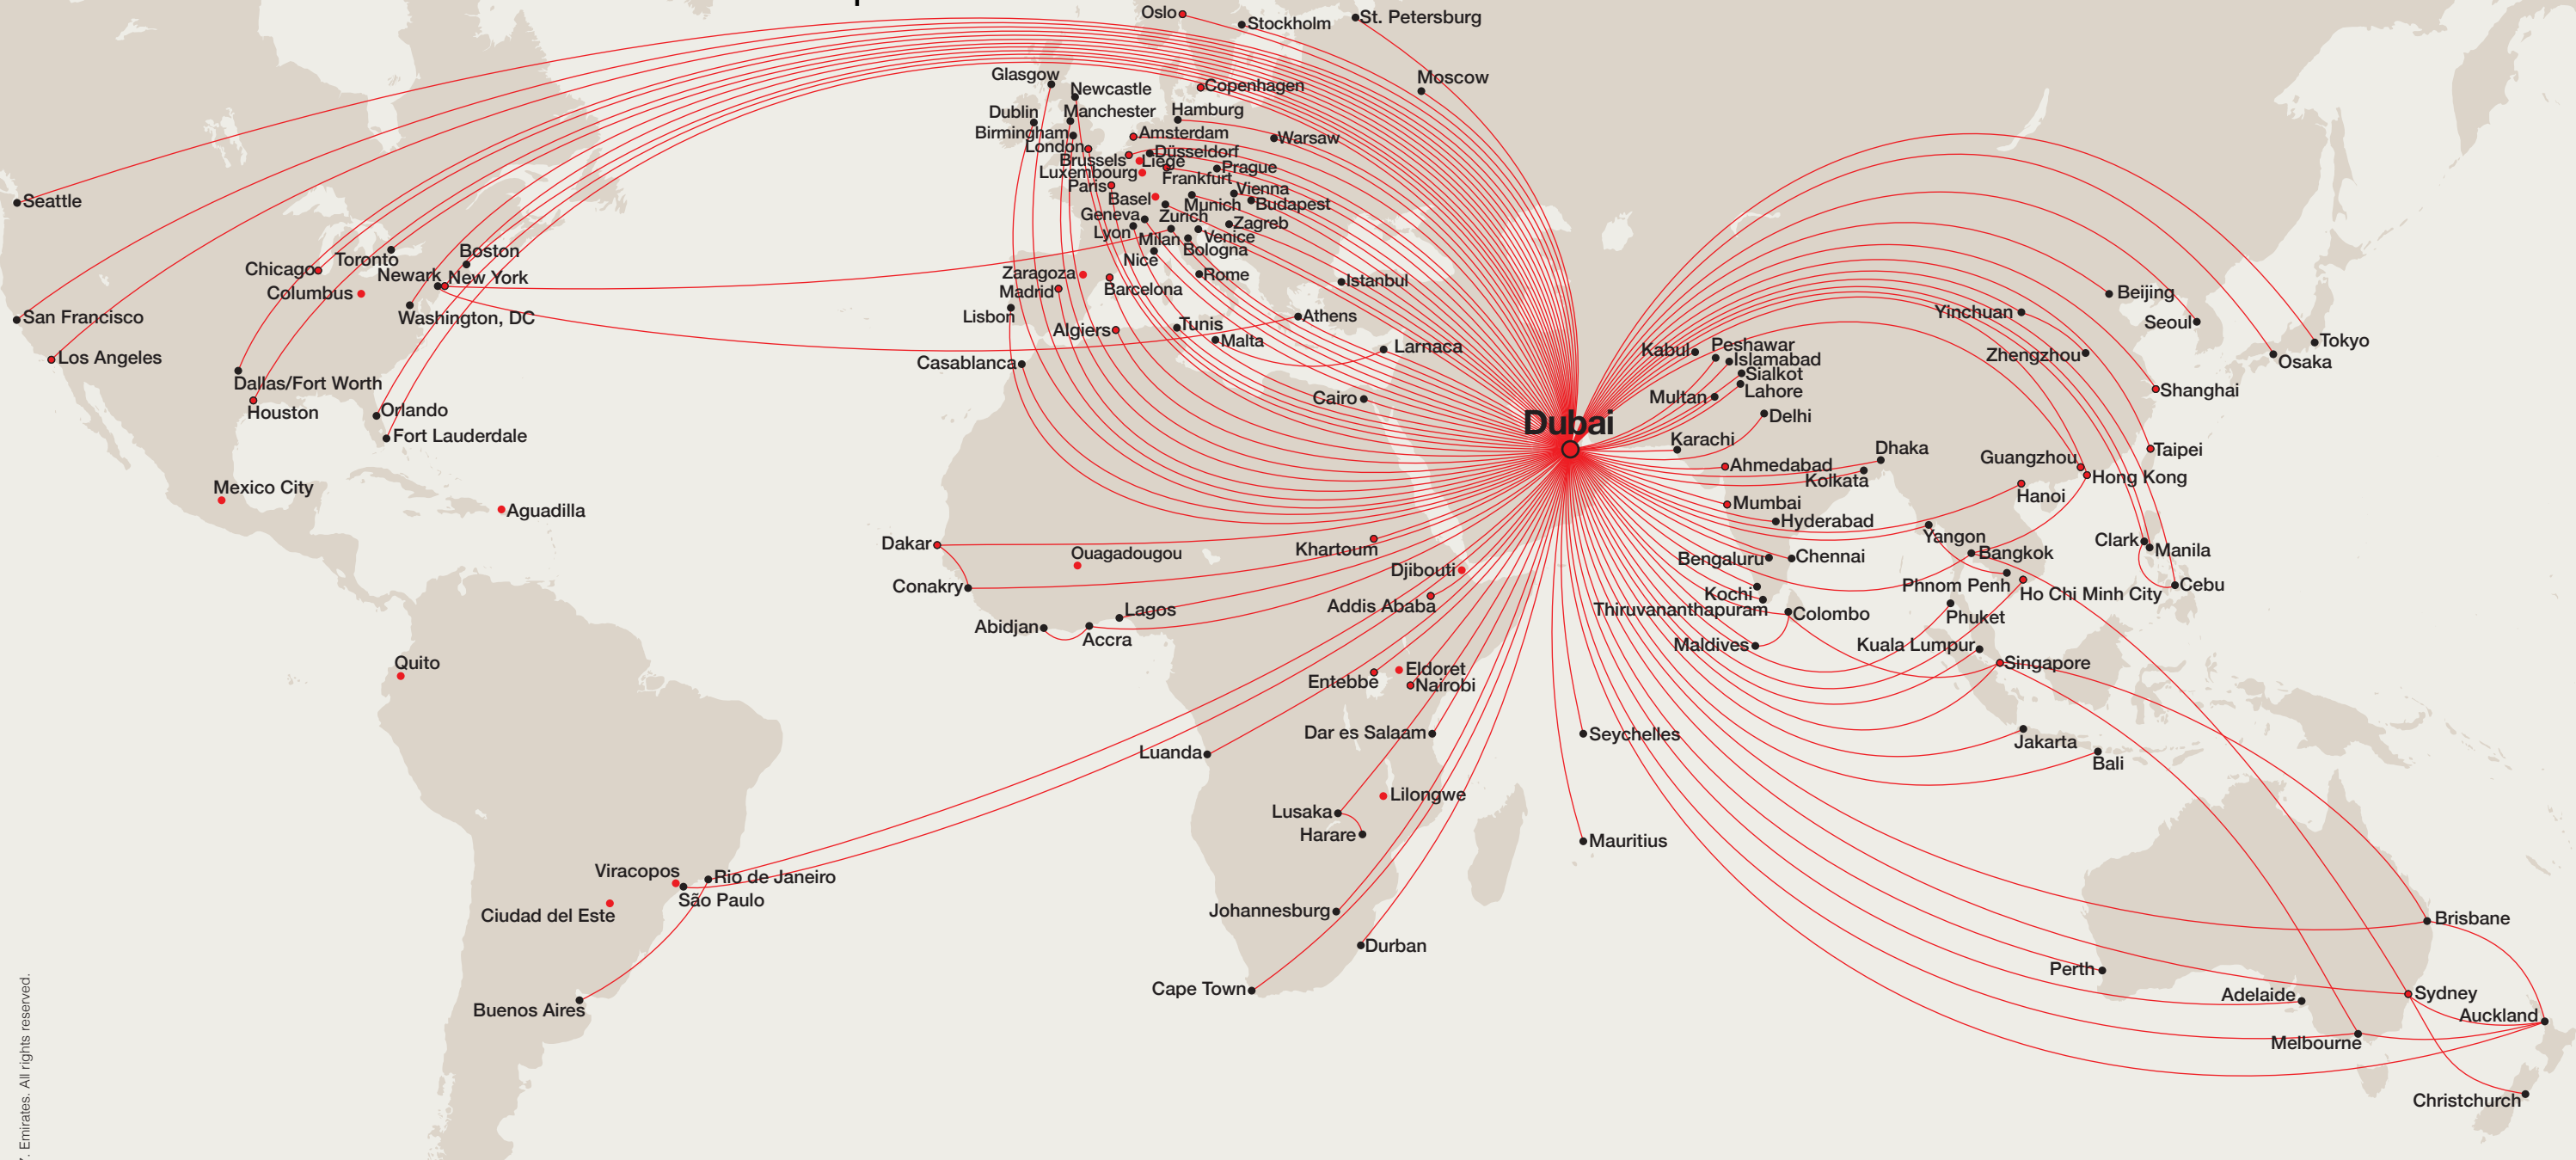 Oslo
Stockholm
St. Petersburg
Glasgow
Newcastle
Moscow
Copenhagen
Dublin
Manchester
Hamburg
Birmingham
Amsterdam
Warsaw
London
Düsseldorf
Brussels
Liège
Luxembourg
Prague
Frankfurt
Paris
Vienna
Basel
Munich
Budapest
Geneva
Zurich
Zagreb
Lyon
Milan
Venice
Bologna
Nice
Seattle
Boston
Toronto
Chicago
Newark
New York
Columbus
Washington, DC
San Francisco
Los Angeles
Dallas/Fort Worth
Houston
Orlando
Fort Lauderdale
Mexico City
Aguadilla
Zaragoza
Rome
Istanbul
Madrid
Barcelona
Lisbon
Algiers
Tunis
Athens
Malta
Larnaca
Casablanca
Cairo
Dubai
Beijing
Yinchuan
Seoul
Tokyo
Zhengzhou
Osaka
Kabul
Peshawar
Islamabad
Sialkot
Multan
Lahore
Shanghai
Delhi
Karachi
Dhaka
Taipei
Ahmedabad
Guangzhou
Kolkata
Hong Kong
Hanoi
Mumbai
Hyderabad
Yangon
Clark
Manila
Bengaluru
Chennai
Bangkok
Kochi
Phnom Penh
Ho Chi Minh City
Cebu
Thiruvananthapuram
Colombo
Phuket
Maldives
Kuala Lumpur
Singapore
Jakarta
Bali
Dakar
Ouagadougou
Khartoum
Djibouti
Conakry
Addis Ababa
Lagos
Abidjan
Accra
Quito
Eldoret
Entebbe
Nairobi
Dar es Salaam
Seychelles
Luanda
Lilongwe
Lusaka
Harare
Mauritius
Viracopos
Rio de Janeiro
São Paulo
Ciudad del Este
Johannesburg
Durban
Cape Town
Buenos Aires
Brisbane
Perth
Adelaide
Sydney
Auckland
Melbourne
Christchurch
Emirates. All rights reserved.